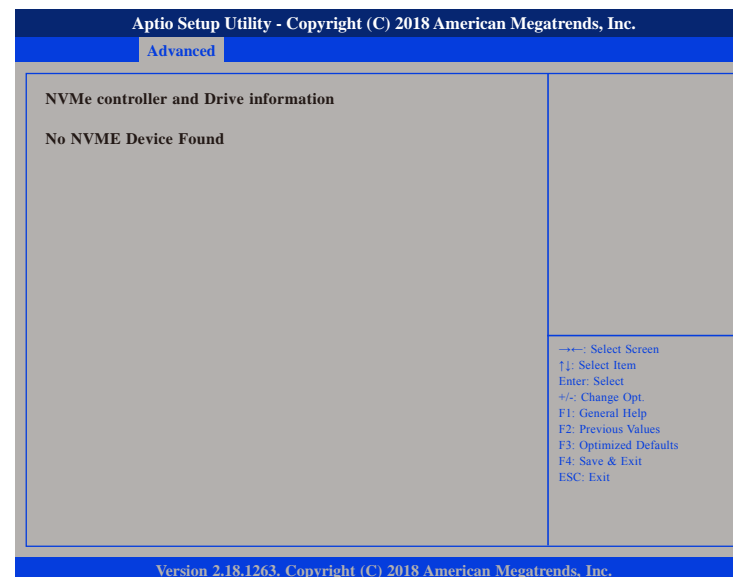 Aptio Setup Utility - Copyright (C) 2018 American Megatrends, Inc.
Advanced
NVMe controller and Drive information
No NVME Device Found
→←: Select Screen
↑↓: Select Item
Enter: Select
+/-: Change Opt.
F1: General Help
F2: Previous Values
F3: Optimized Defaults
F4: Save & Exit
ESC: Exit
Version 2.18.1263. Copyright (C) 2018 American Megatrends, Inc.